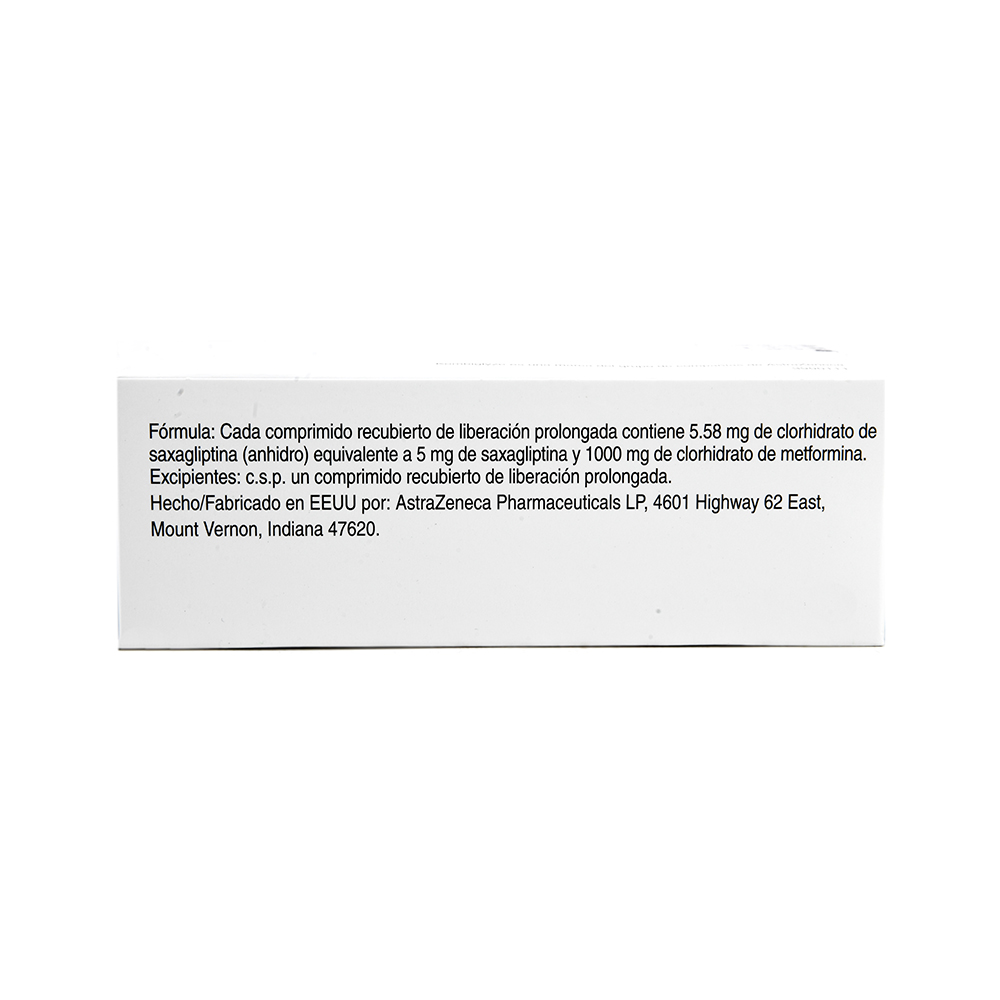 Fórmula: Cada comprimido recubierto de liberación prolongada contiene 5.58 mg de clorhidrato de
saxagliptina (anhidro) equivalente a 5 mg de saxagliptina y 1000 mg de clorhidrato de metformina.
Excipientes: c.s.p. un comprimido recubierto de liberación prolongada.
Hecho/Fabricado en EEUU por: AstraZeneca Pharmaceuticals LP, 4601 Highway 62 East,
Mount Vernon, Indiana 47620.